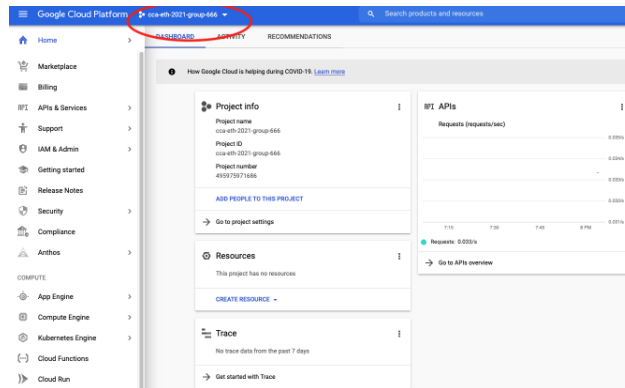 Google Cloud Platform
cca-eth-2021-group-666
Search products and resources
Home
Marketplace
Billing
API APIs & Services
Support
IAM & Admin
Getting started
Release Notes
Security
Compliance
Anthos
COMPUTE
App Engine
Compute Engine
Kubernetes Engine
Cloud Functions
Cloud Run
DASHBOARD ACTIVITY RECOMMENDATIONS
How Google Cloud is helping during COVID-19. Learn more
Project info
Project name
cca-eth-2021-group-666
Project ID
cca-eth-2021-group-666
Project number
495975971686
ADD PEOPLE TO THIS PROJECT
Go to project settings
Resources
This project has no resources
CREATE RESOURCE
Trace
No trace data from the past 7 days
Get started with Trace
API APIs
Requests (requests/sec)
7:15 7:30 7:45 8 PM
Requests: 0.033/s
Go to APIs overview